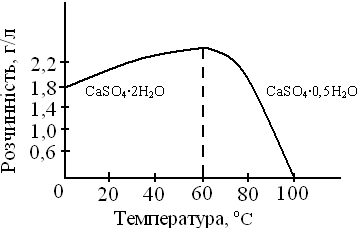 Розчинність, г/л
2,2
1,8
1,4
1,0
0,6
CaSO₄·2H₂O
CaSO₄·0,5H₂O
0 20 40 60 80 100
Температура, °С